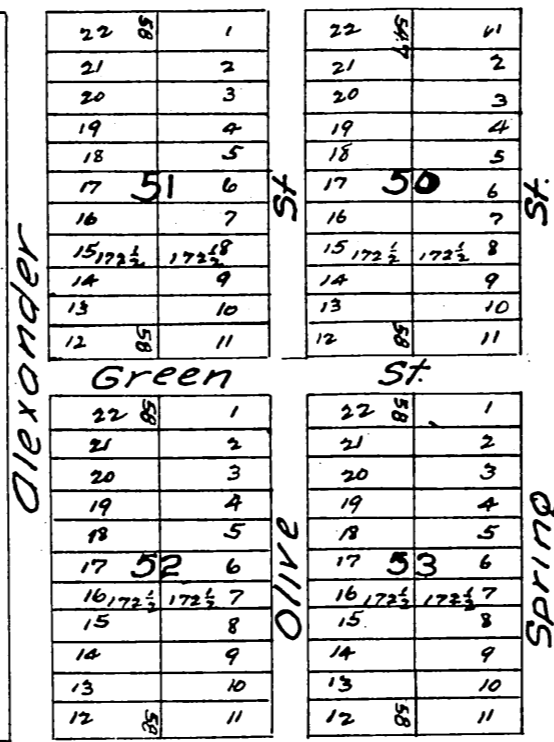 22 58 1 22 54.7 1
21 2 21 2
20 3 20 3
19 4 19 4
18 5 18 5
17 51 6 17 50 6
16 7 16 7
15 172½ 172½ 8 15 172½ 172½ 8
14 9 14 9
13 10 13 10
12 58 11 12 58 11
Alexander
St
St.
Green St.
22 58 1 22 58 1
21 2 21 2
20 3 20 3
19 4 19 4
18 5 18 5
17 52 6 17 53 6
16 172½ 172½ 7 16 172½ 172½ 7
15 8 15 8
14 9 14 9
13 10 13 10
12 58 11 12 58 11
Olive
Spring